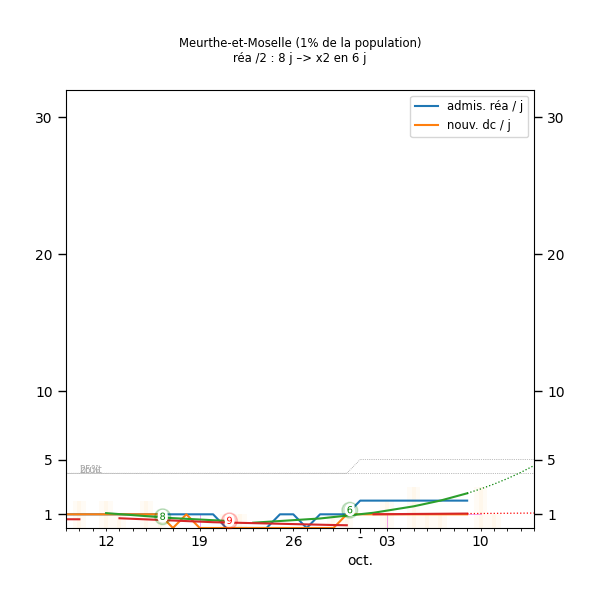 Meurthe-et-Moselle (1% de la population)
réa /2 : 8 j –> x2 en 6 j
admis. réa / j
nouv. dc / j
30 30
20 20
10 10
5 5
1 1
8 9 6
12 19 26 - 03 10
oct.